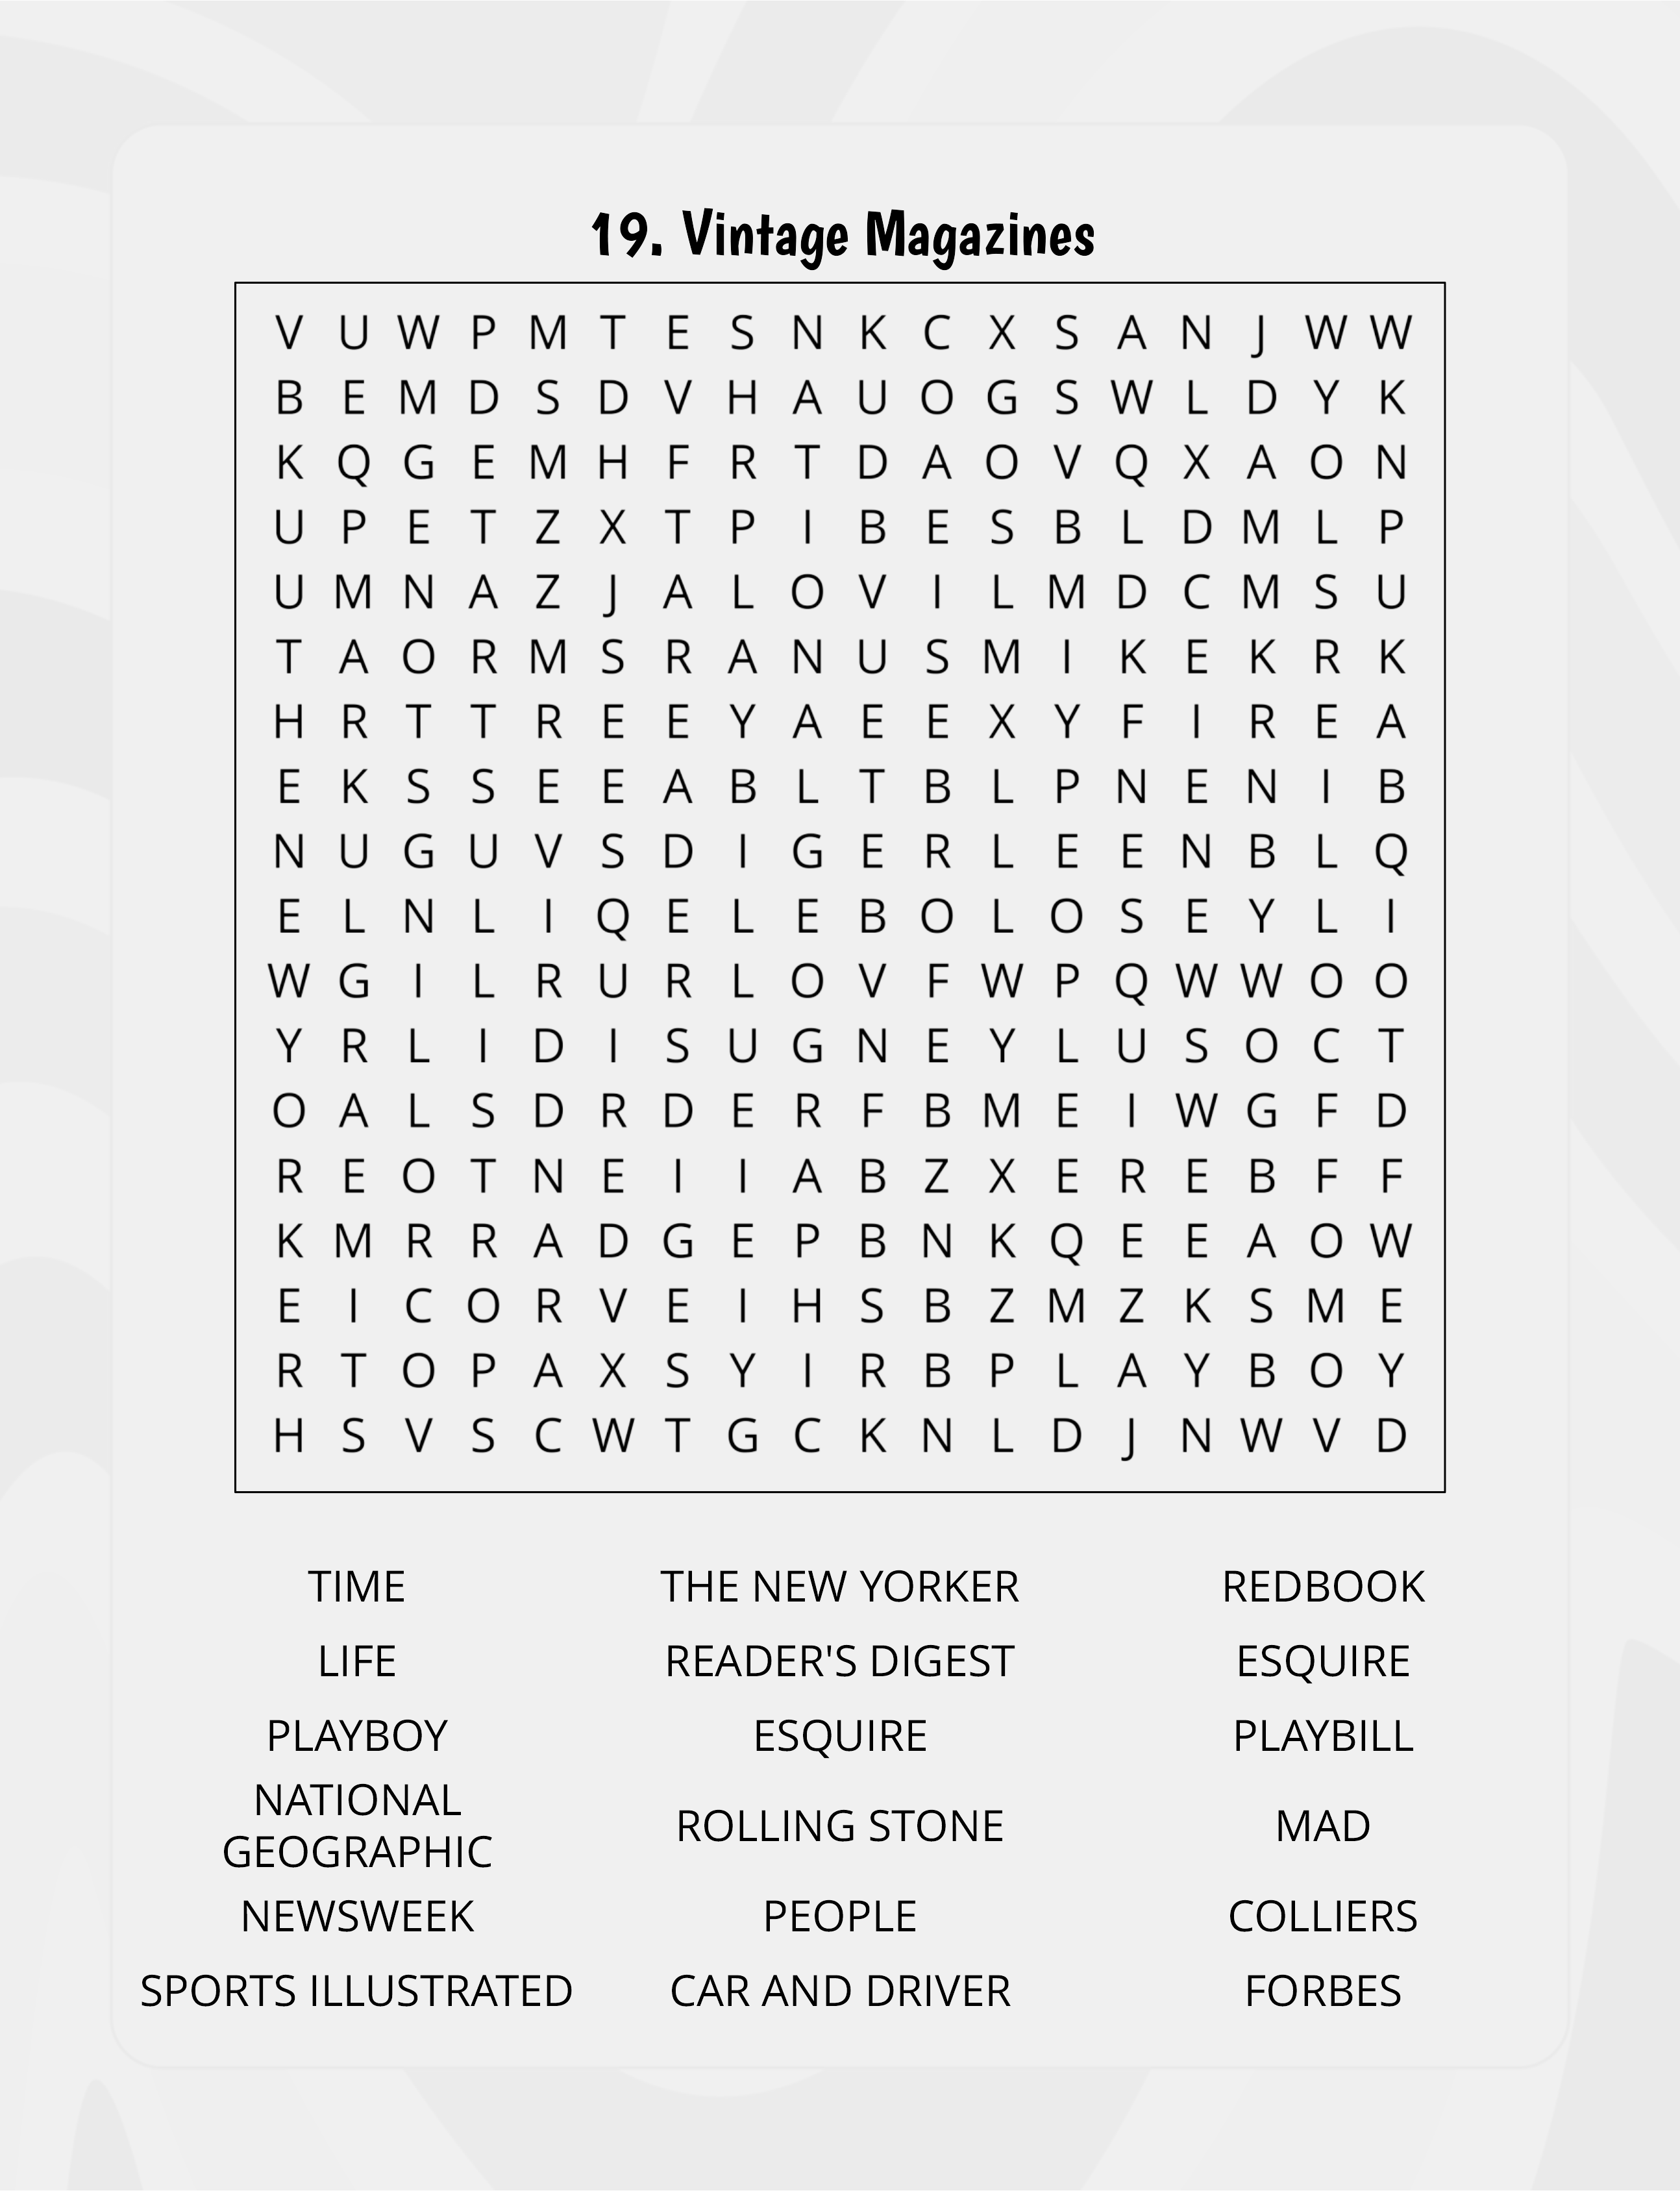 19. Vintage Magazines
V U W P M T E S N K C X S A N J W W
B E M D S D V H A U O G S W L D Y K
K Q G E M H F R T D A O V Q X A O N
U P E T Z X T P I B E S B L D M L P
U M N A Z J A L O V I L M D C M S U
T A O R M S R A N U S M I K E K R K
H R T T R E E Y A E E X Y F I R E A
E K S S E E A B L T B L P N E N I B
N U G U V S D I G E R L E E N B L Q
E L N L I Q E L E B O L O S E Y L I
W G I L R U R L O V F W P Q W W O O
Y R L I D I S U G N E Y L U S O C T
O A L S D R D E R F B M E I W G F D
R E O T N E I I A B Z X E R E B F F
K M R R A D G E P B N K Q E E A O W
E I C O R V E I H S B Z M Z K S M E
R T O P A X S Y I R B P L A Y B O Y
H S V S C W T G C K N L D J N W V D
TIME THE NEW YORKER REDBOOK
LIFE READER'S DIGEST ESQUIRE
PLAYBOY ESQUIRE PLAYBILL
NATIONAL
GEOGRAPHIC ROLLING STONE MAD
NEWSWEEK PEOPLE COLLIERS
SPORTS ILLUSTRATED CAR AND DRIVER FORBES